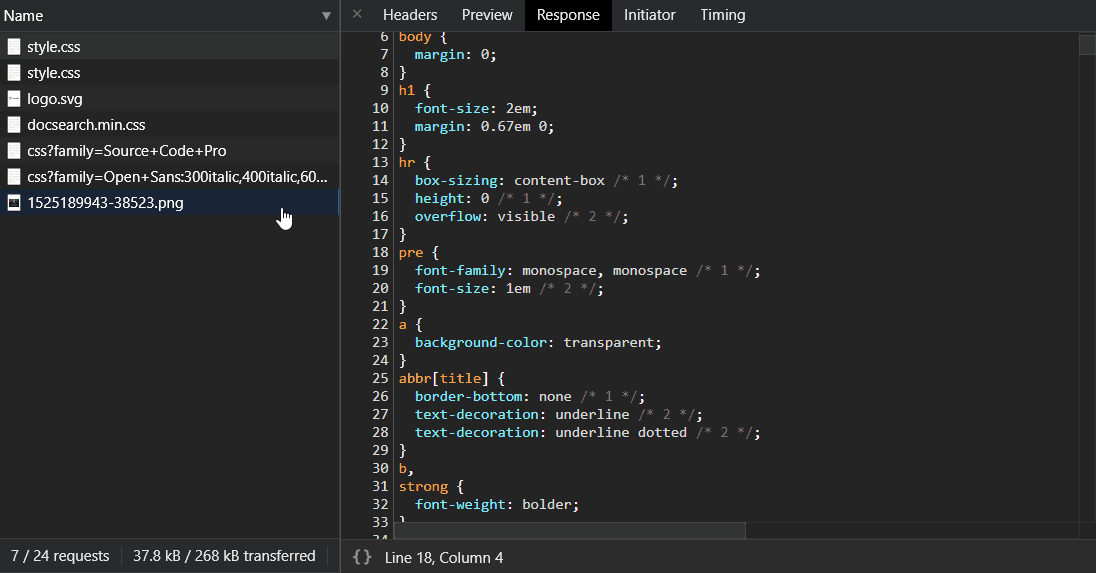 Name
style.css
style.css
logo.svg
docsearch.min.css
css?family=Source+Code+Pro
css?family=Open+Sans:300italic,400italic,60...
1525189943-38523.png
7 / 24 requests 37.8 kB / 268 kB transferred
Headers Preview Response Initiator Timing
6 body {
7 margin: 0;
8 }
9 h1 {
10 font-size: 2em;
11 margin: 0.67em 0;
12 }
13 hr {
14 box-sizing: content-box /* 1 */;
15 height: 0 /* 1 */;
16 overflow: visible /* 2 */;
17 }
18 pre {
19 font-family: monospace, monospace /* 1 */;
20 font-size: 1em /* 2 */;
21 }
22 a {
23 background-color: transparent;
24 }
25 abbr[title] {
26 border-bottom: none /* 1 */;
27 text-decoration: underline /* 2 */;
28 text-decoration: underline dotted /* 2 */;
29 }
30 b,
31 strong {
32 font-weight: bolder;
33 }
34
{} Line 18, Column 4